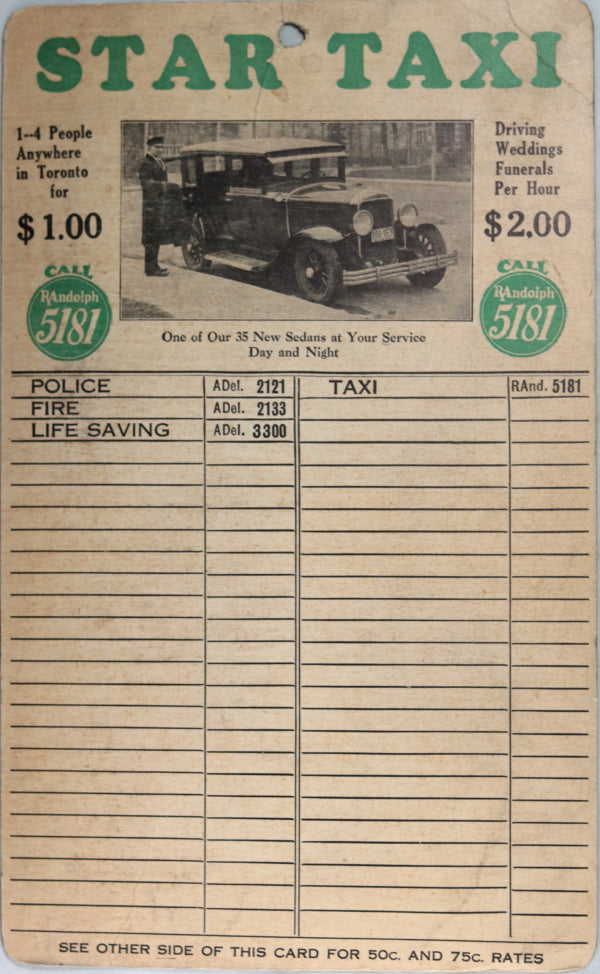 STAR TAXI
1--4 People
Anywhere
in Toronto
for
$1.00
CALL
RAndolph
5181
Driving
Weddings
Funerals
Per Hour
$2.00
CALL
RAndolph
5181
One of Our 35 New Sedans at Your Service
Day and Night
POLICE ADel. 2121
FIRE ADel. 2133
LIFE SAVING ADel. 3300
TAXI RAnd. 5181
SEE OTHER SIDE OF THIS CARD FOR 50c. AND 75c. RATES